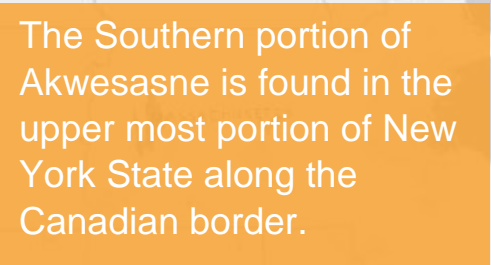 The Southern portion of
Akwesasne is found in the
upper most portion of New
York State along the
Canadian border.